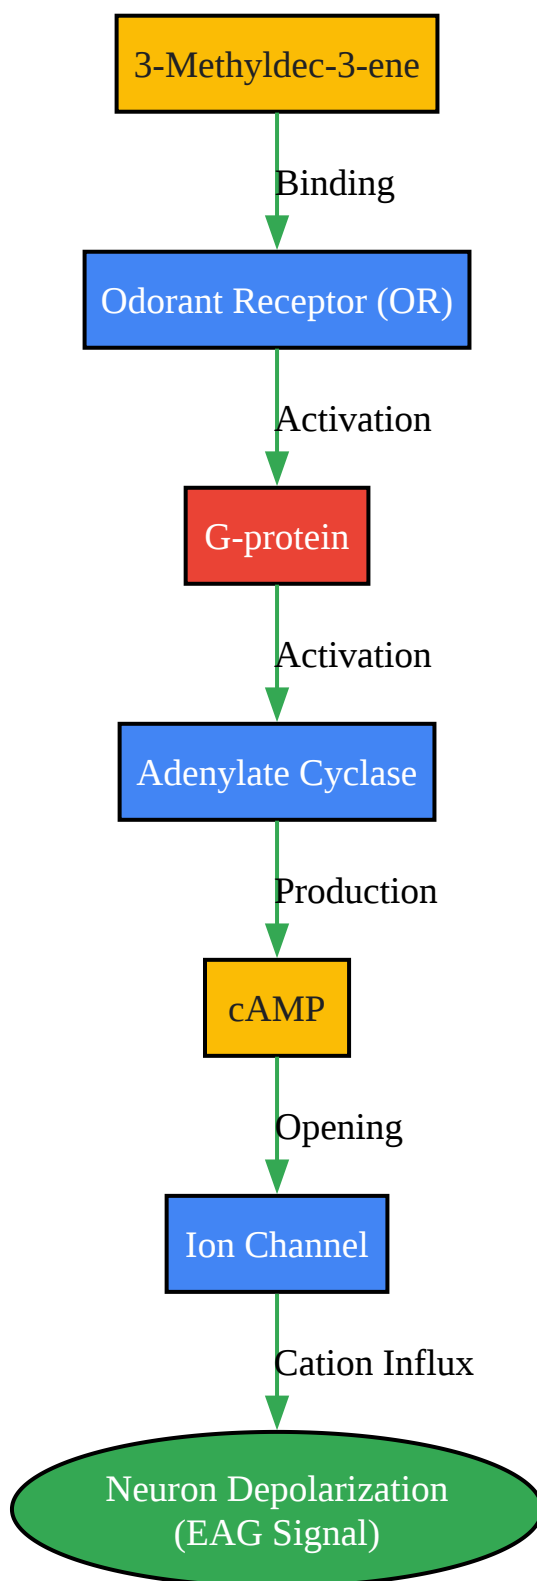 3-Methyldec-3-ene
Binding
Odorant Receptor (OR)
Activation
G-protein
Activation
Adenylate Cyclase
Production
cAMP
Opening
Ion Channel
Cation Influx
Neuron Depolarization
(EAG Signal)